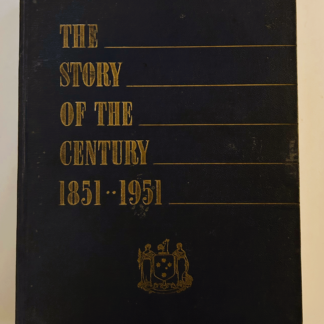 THE
STORY
OF THE
CENTURY
1851··1951